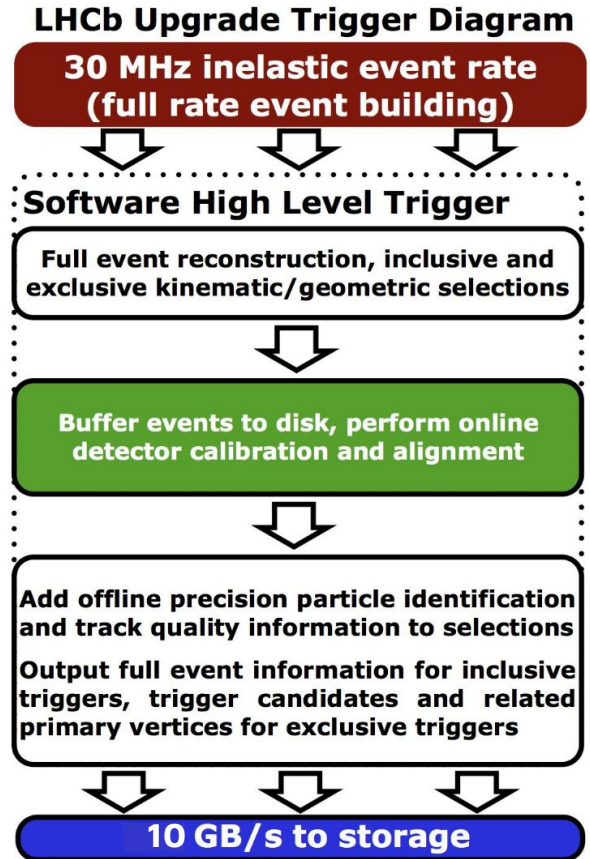 LHCb Upgrade Trigger Diagram
30 MHz inelastic event rate
(full rate event building)
Software High Level Trigger
Full event reconstruction, inclusive and
exclusive kinematic/geometric selections
Buffer events to disk, perform online
detector calibration and alignment
Add offline precision particle identification
and track quality information to selections
Output full event information for inclusive
triggers, trigger candidates and related
primary vertices for exclusive triggers
10 GB/s to storage